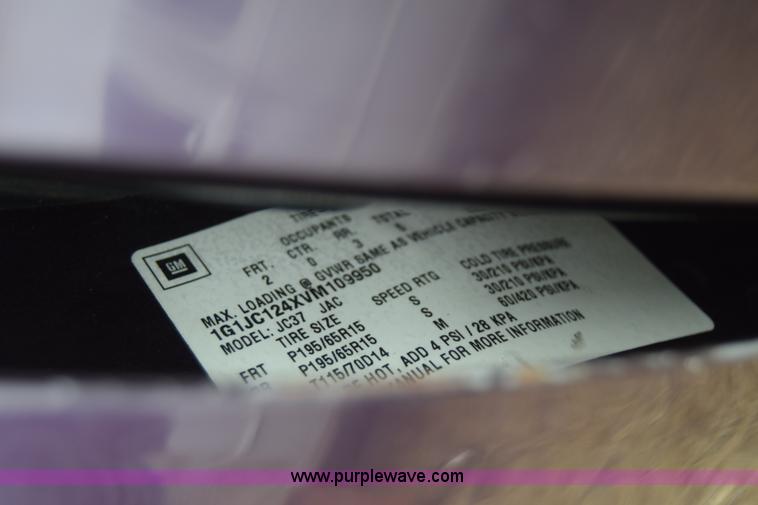 GM
OCCUPANTS TOTAL
FRT. CTR. RR.
2 0 3 5
MAX. LOADING @ GVWR SAME AS VEHICLE CAPACITY
1G1JC124XVM109950
MODEL: JC37 JAC
TIRE SIZE SPEED RTG COLD TIRE PRESSURE
FRT P195/65R15 S 30/210 PSI/KPA
P195/65R15 S 30/210 PSI/KPA
T115/70D14 M 60/420 PSI/KPA
HOT, ADD 4 PSI / 28 KPA
MANUAL FOR MORE INFORMATION
www.purplewave.com